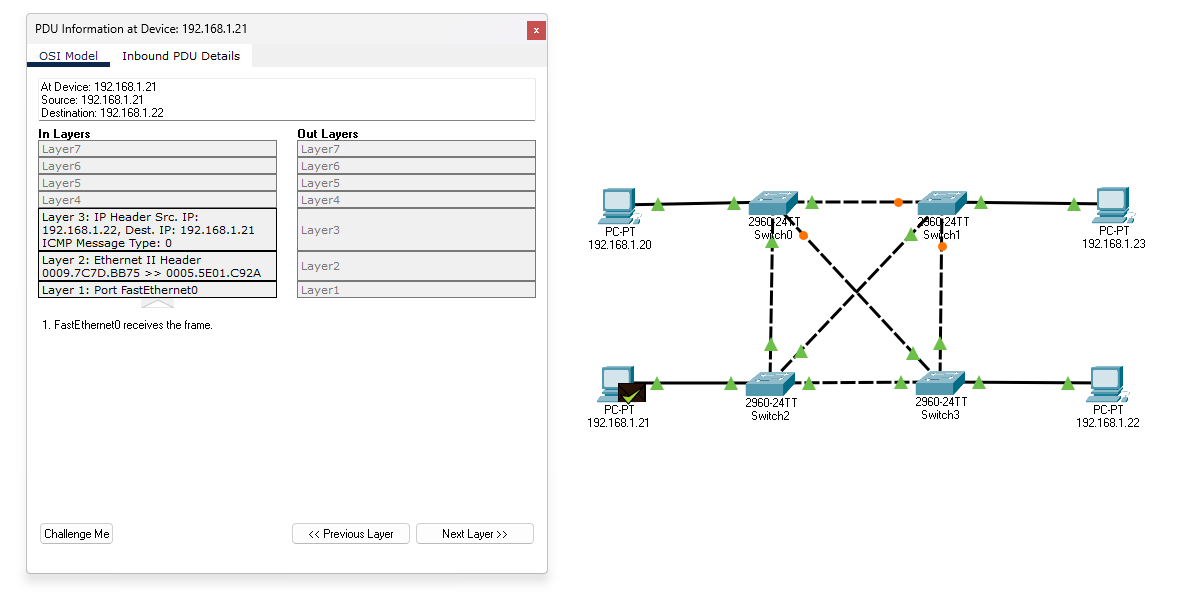 PDU Information at Device: 192.168.1.21
x
OSI Model
Inbound PDU Details
At Device: 192.168.1.21
Source: 192.168.1.21
Destination: 192.168.1.22
In Layers
Layer7
Layer6
Layer5
Layer4
Layer 3: IP Header Src. IP:
192.168.1.22, Dest. IP: 192.168.1.21
ICMP Message Type: 0
Layer 2: Ethernet II Header
0009.7C7D.BB75 >> 0005.5E01.C92A
Layer 1: Port FastEthernet0
Out Layers
Layer7
Layer6
Layer5
Layer4
Layer3
Layer2
Layer1
1. FastEthernet0 receives the frame.
Challenge Me
<< Previous Layer
Next Layer >>
PC-PT
192.168.1.20
2960-24TT
Switch0
2960-24TT
Switch1
PC-PT
192.168.1.23
PC-PT
192.168.1.21
2960-24TT
Switch2
2960-24TT
Switch3
PC-PT
192.168.1.22